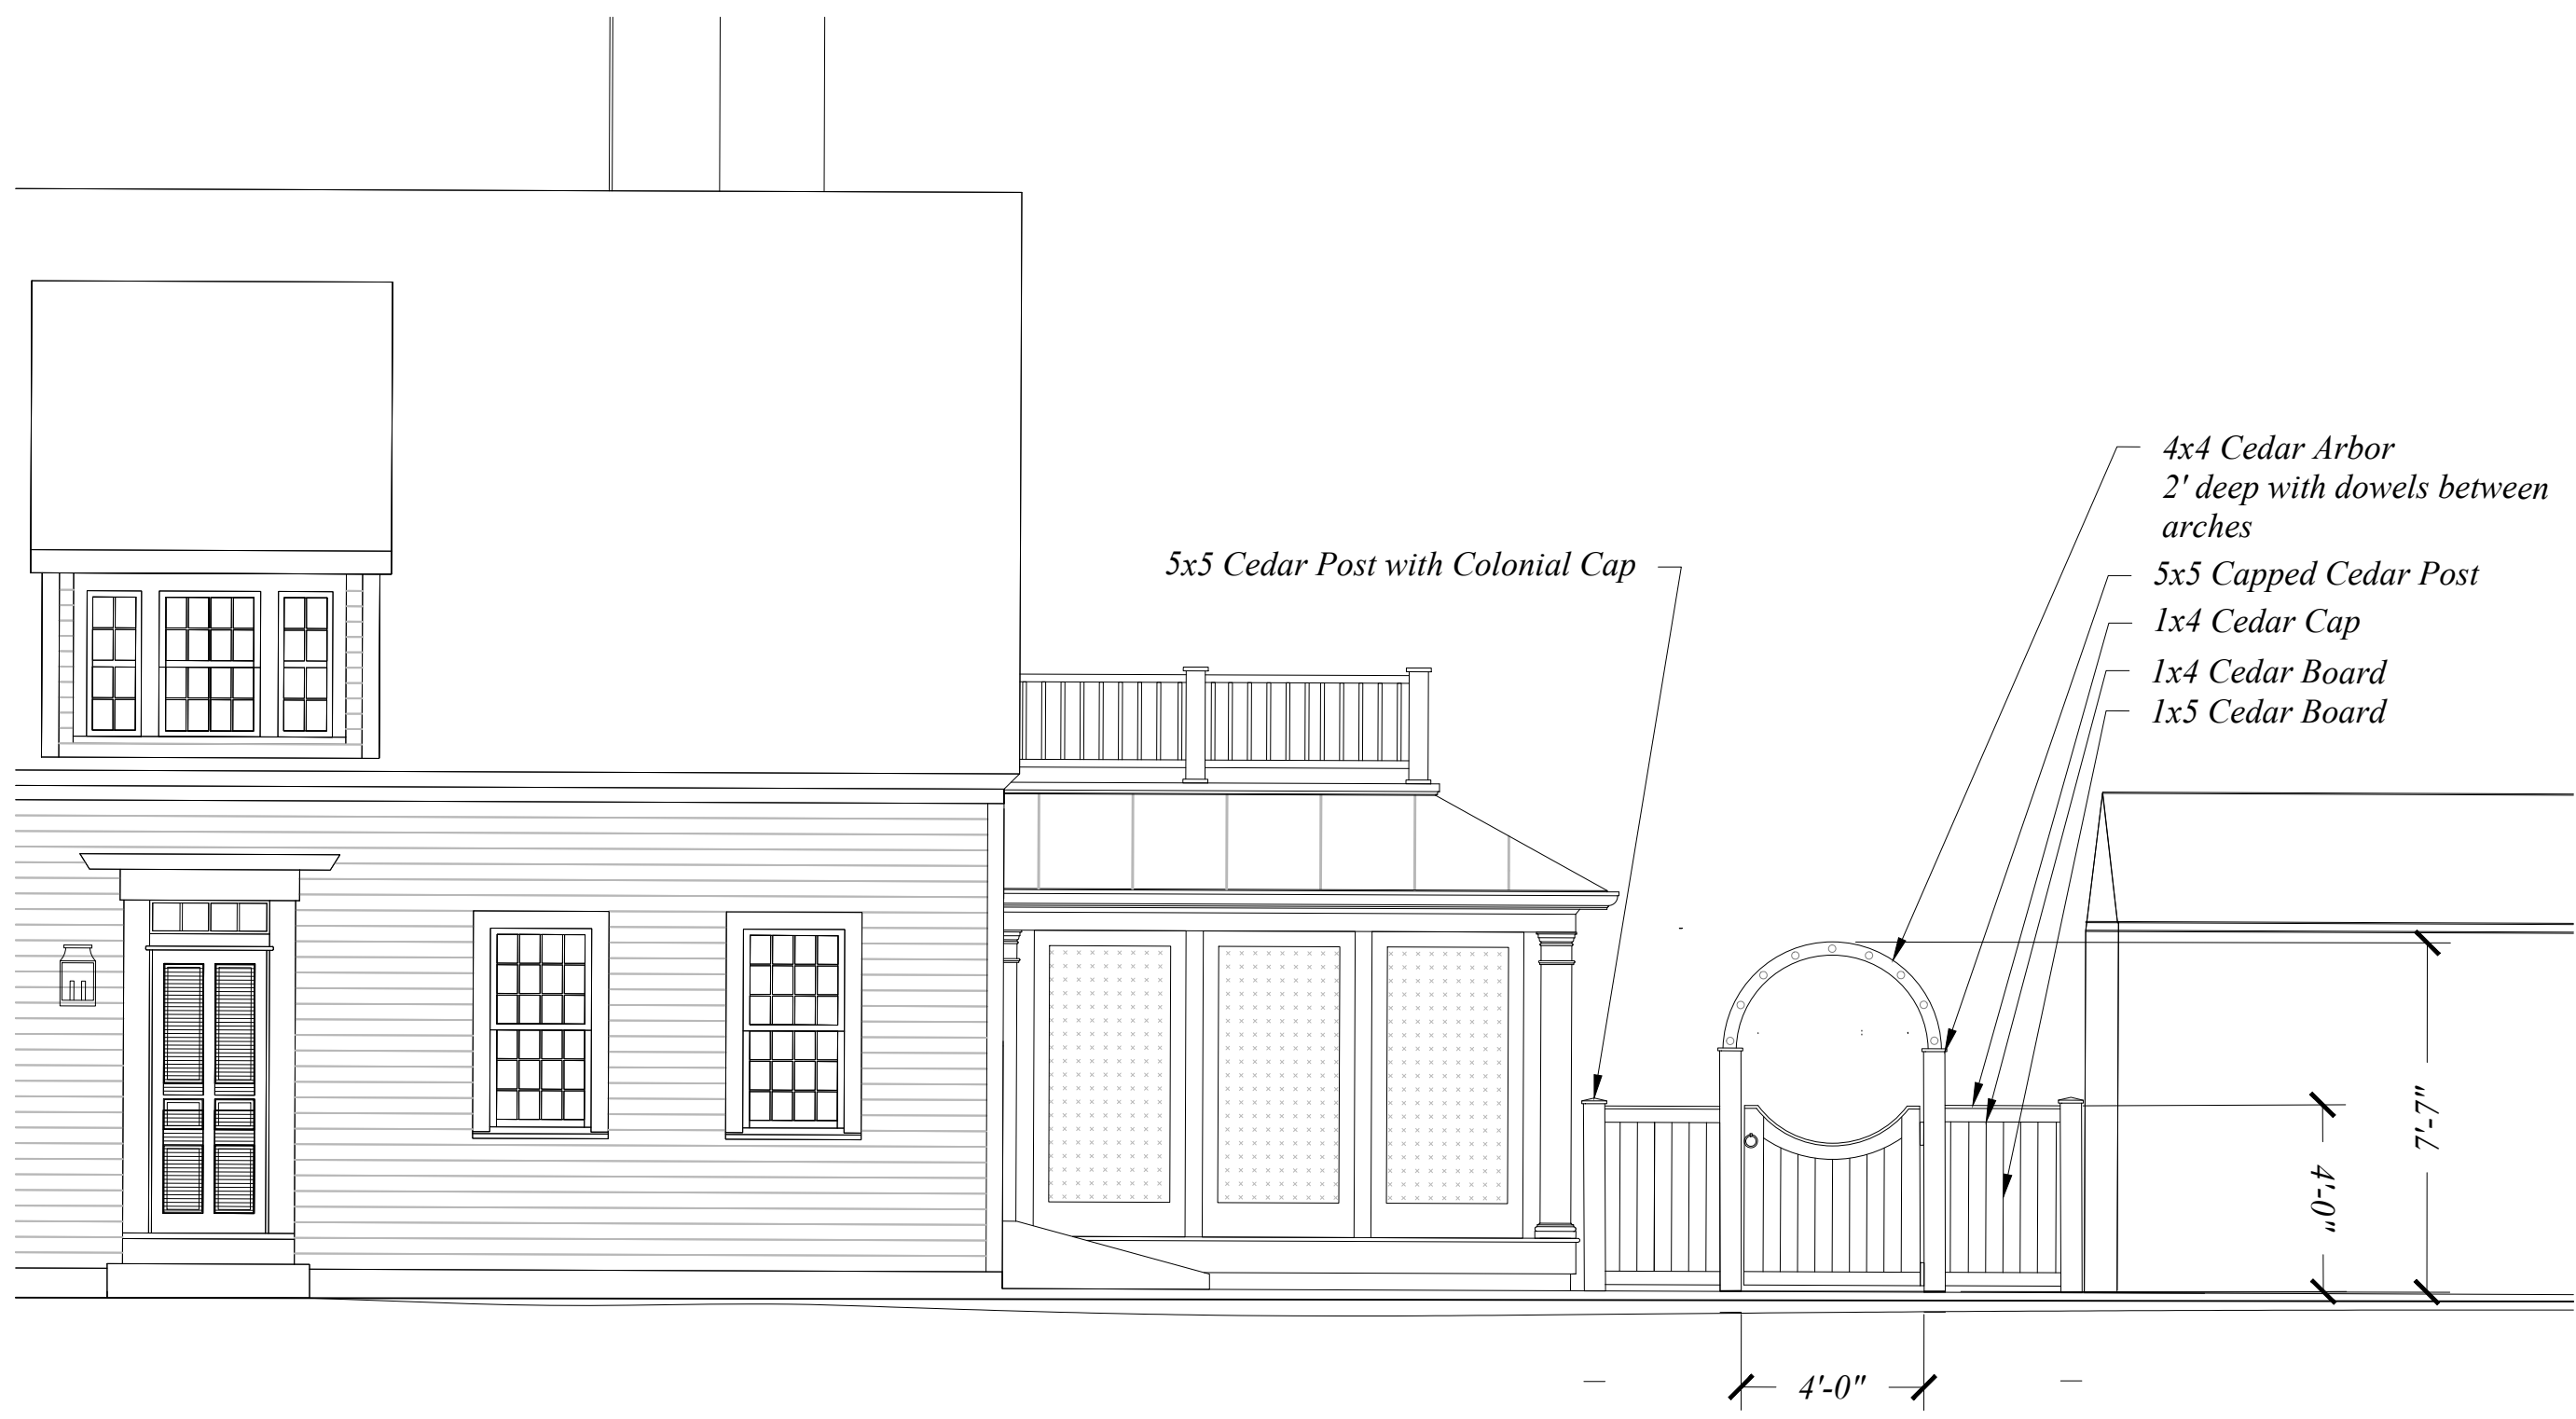 4x4 Cedar Arbor
2' deep with dowels between
arches
5x5 Cedar Post with Colonial Cap
5x5 Capped Cedar Post
1x4 Cedar Cap
1x4 Cedar Board
1x5 Cedar Board
7'-7"
4'-0"
4'-0"